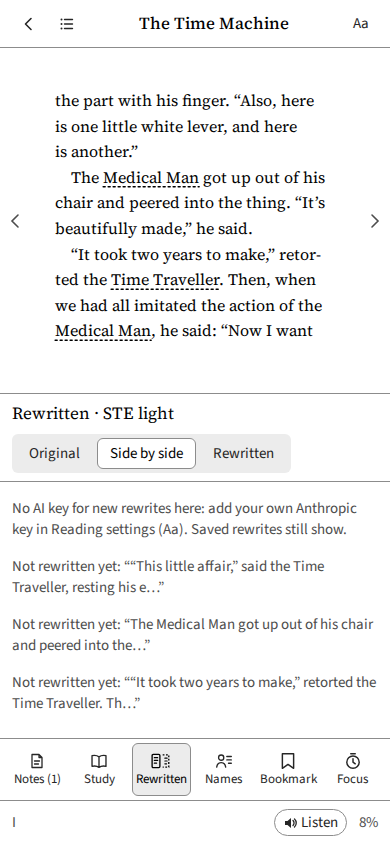 The Time Machine
Aa
the part with his finger. “Also, here
is one little white lever, and here
is another.”
The Medical Man got up out of his
chair and peered into the thing. “It’s
beautifully made,” he said.
“It took two years to make,” retor-
ted the Time Traveller. Then, when
we had all imitated the action of the
Medical Man, he said: “Now I want
Rewritten · STE light
Original
Side by side
Rewritten
No AI key for new rewrites here: add your own Anthropic
key in Reading settings (Aa). Saved rewrites still show.
Not rewritten yet: ““This little affair,” said the Time
Traveller, resting his e…”
Not rewritten yet: “The Medical Man got up out of his chair
and peered into the…”
Not rewritten yet: ““It took two years to make,” retorted the
Time Traveller. Th…”
Notes (1)
Study
Rewritten
Names
Bookmark
Focus
I
Listen
8%